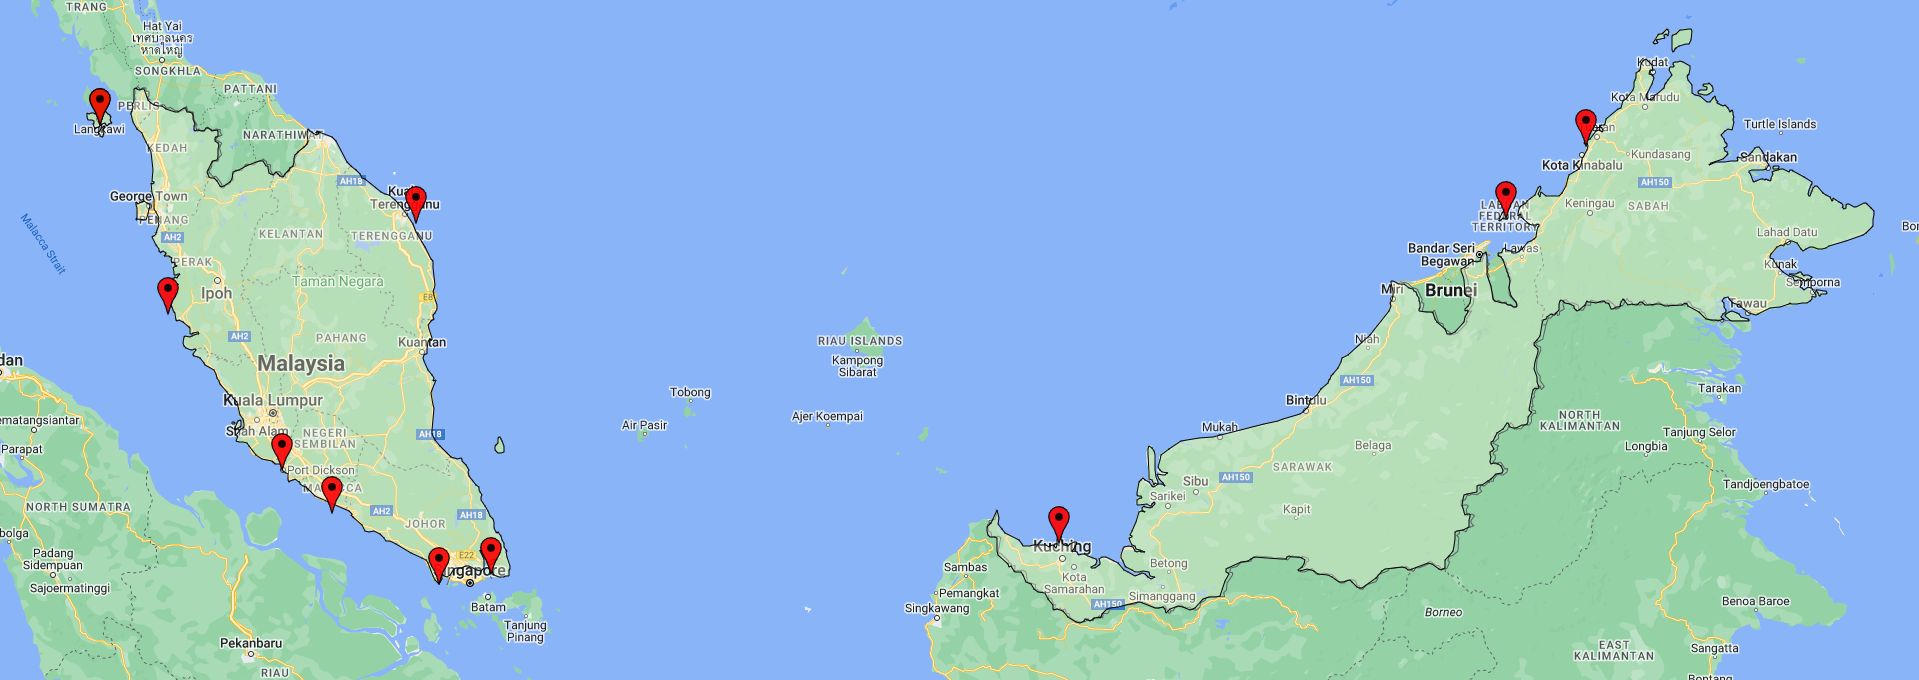 TRANG
Hat Yai
เทศบาลนคร
หาดใหญ่
SONGKHLA
PATTANI
PERLIS
Langkawi
NARATHIWAT
KEDAH
AH18
George Town
PENANG
Malacca Strait
Terengganu
KELANTAN
TERENGGANU
AH2
PERAK
Ipoh
Taman Negara
E8
AH2
PAHANG
Kuantan
Malaysia
Kuala Lumpur
Shah Alam
NEGERI
SEMBILAN
AH18
Port Dickson
AH2
AH18
JOHOR
E22
Batam
Tanjung
Pinang
dan
ematangsiantar
Parapat
NORTH SUMATRA
bolga
Padang
Sidempuan
Sajoermatinggi
Pekanbaru
RIAU
RIAU ISLANDS
Kampong
Sibarat
Tobong
Air Pasir
Ajer Koempai
Kudat
Kota Marudu
Turtle Islands
Kota Kinabalu
Kundasang
Sandakan
AH150
Keningau
SABAH
LABUAN
FEDERAL
TERRITORY
Lahad Datu
Bandar Seri
Begawan
Lawas
Kunak
Semporna
Miri
Brunei
Tawau
Niah
AH150
Tarakan
Bintulu
NORTH
KALIMANTAN
Tanjung Selor
Mukah
Belaga
Longbia
SARAWAK
AH150
Sibu
Sarikei
Tandjoengbatoe
Kapit
Kuching
Kota
Samarahan
Betong
Sambas
Simanggang
Pemangkat
AH150
Singkawang
Borneo
Benoa Baroe
EAST
KALIMANTAN
Sangatta
Bontang